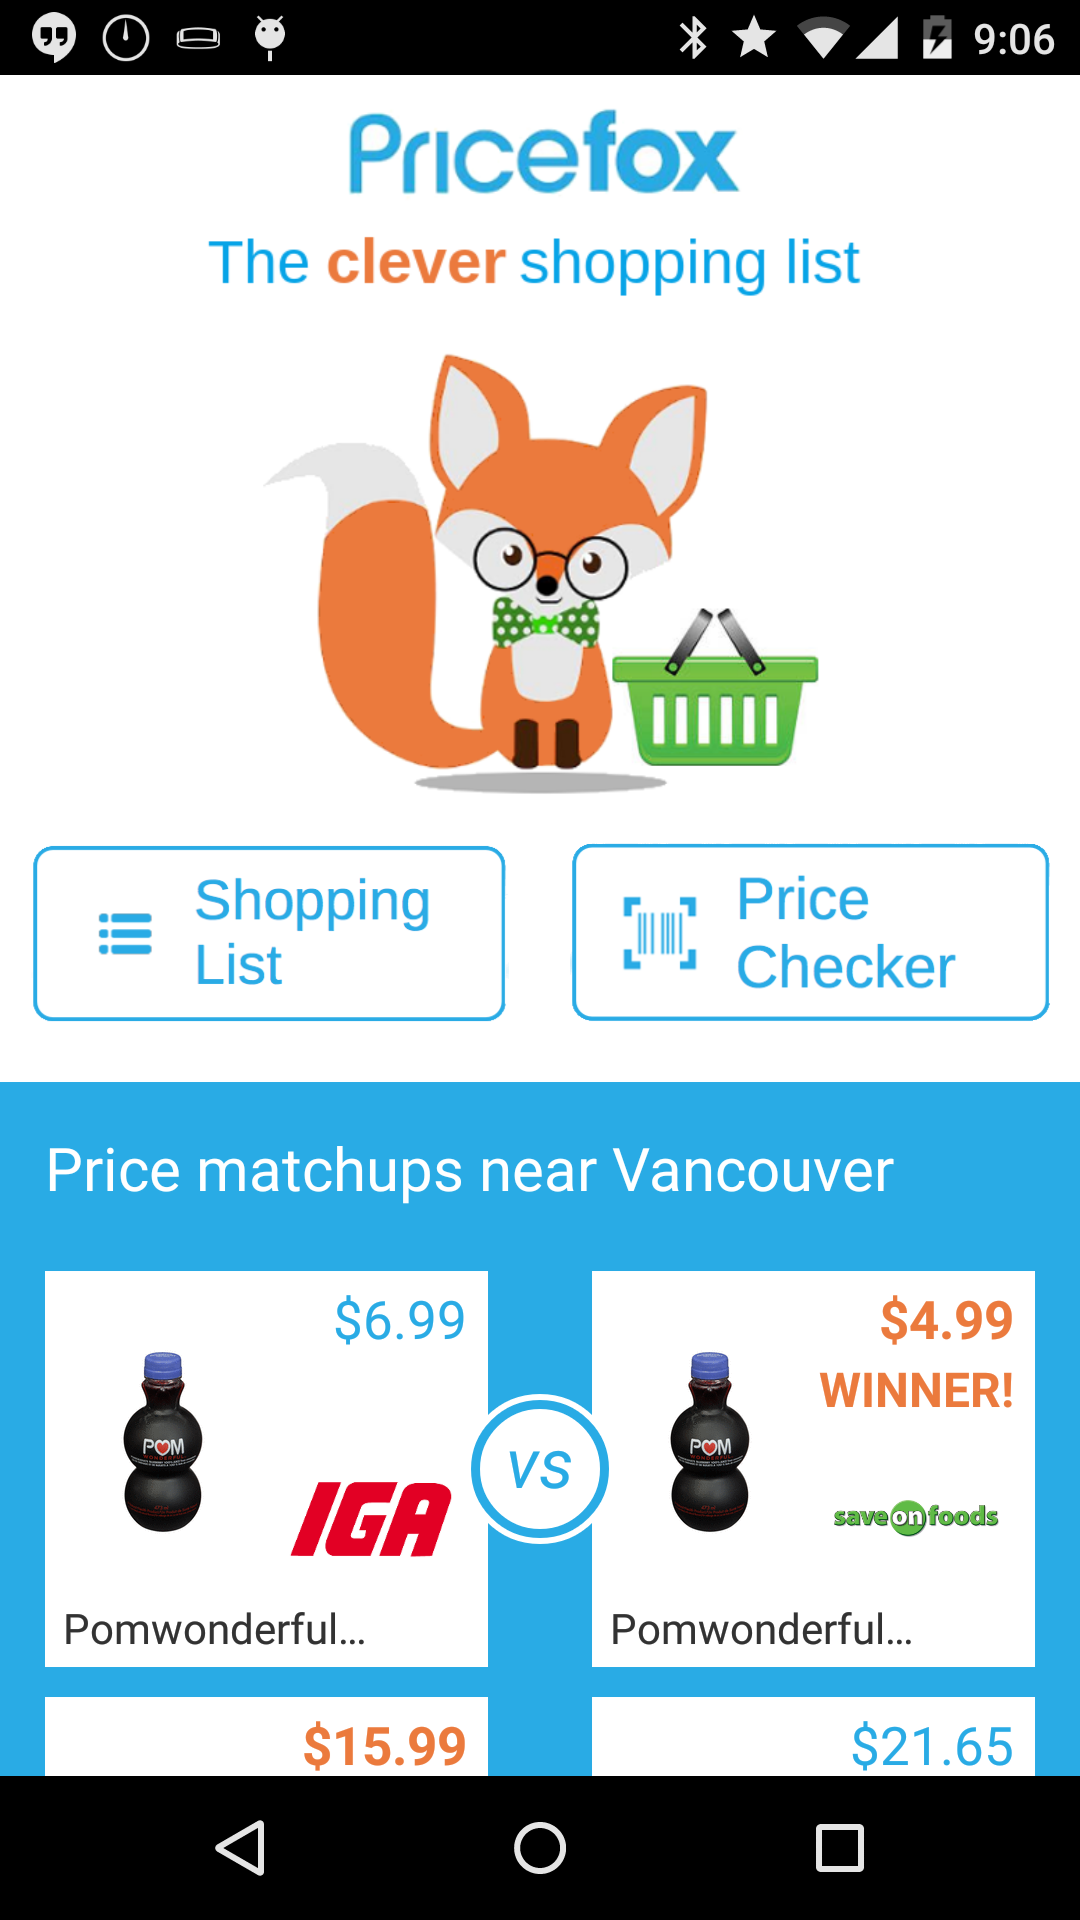 9:06
Pricefox
The clever shopping list
Shopping
List
Price
Checker
Price matchups near Vancouver
$6.99
POM
IGA
Pomwonderful...
VS
$4.99
WINNER!
POM
save on foods
Pomwonderful...
$15.99
$21.65